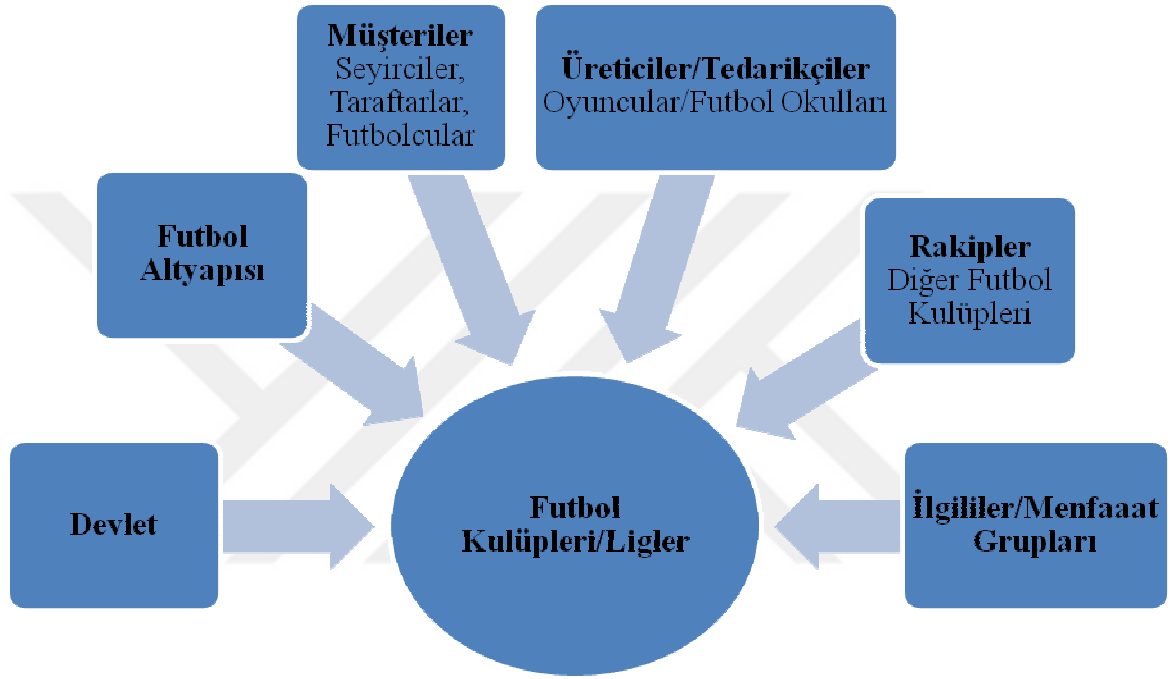 Müşteriler
Seyirciler,
Taraftarlar,
Futbolcular
Üreticiler/Tedarikçiler
Oyuncular/Futbol Okulları
Futbol
Altyapısı
Rakipler
Diğer Futbol
Kulüpleri
Devlet
Futbol
Kulüpleri/Ligler
İlgililer/Menfaaat
Grupları